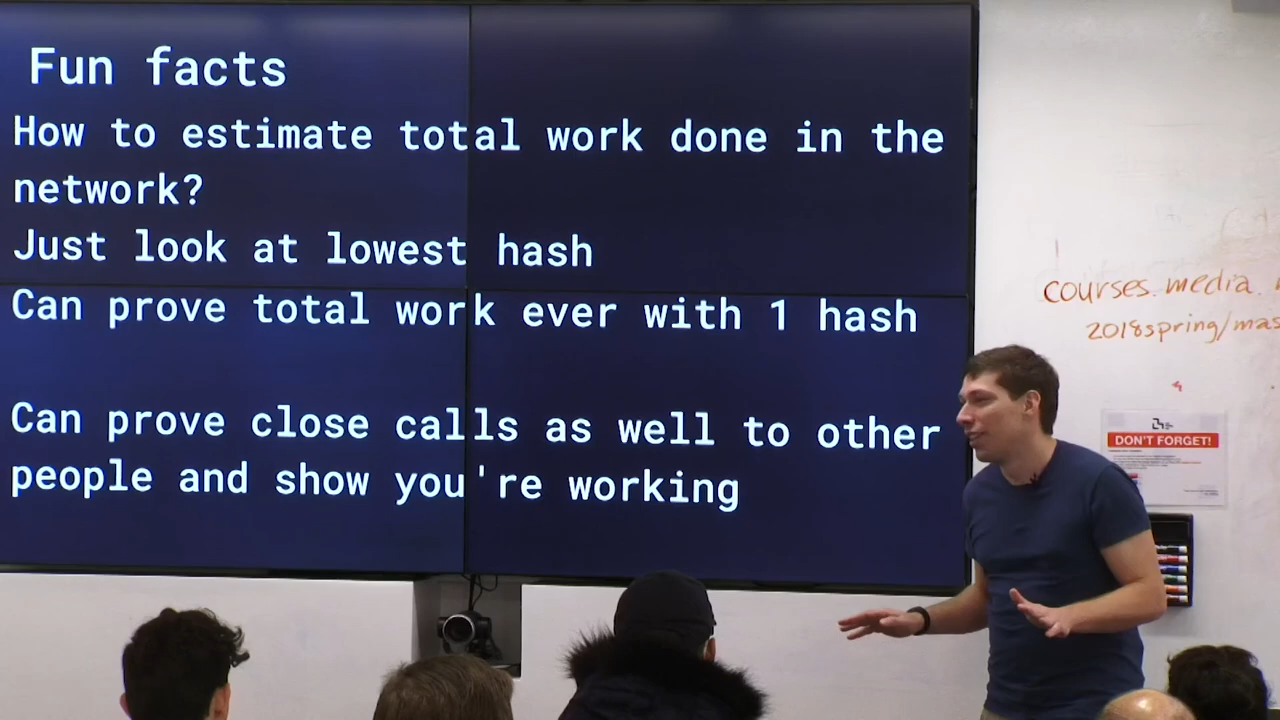 Fun facts
How to estimate total work done in the
network?
Just look at lowest hash
Can prove total work ever with 1 hash
Can prove close calls as well to other
people and show you're working
courses.media.
2018spring/mas
DON'T FORGET!